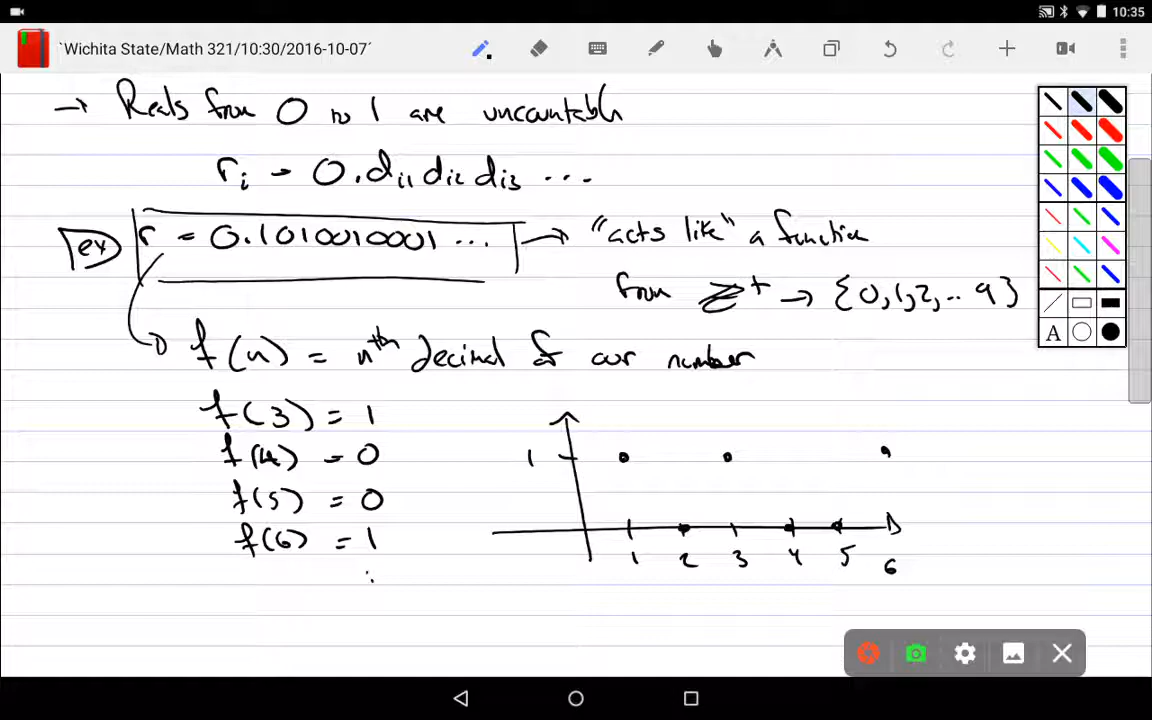 10:35
`Wichita State/Math 321/10:30/2016-10-07´
→ Reals from 0 to 1 are uncountable
rᵢ = 0.dᵢ₁dᵢ₂dᵢ₃ ...
ex r = 0.1010010001 ... → "acts like" a function
from ℤ⁺ → {0,1,2,..9}
f(n) = nᵗʰ decimal of our number
f(3) = 1
f(4) = 0
f(5) = 0
f(6) = 1
⋮
1
1 2 3 4 5 6
A